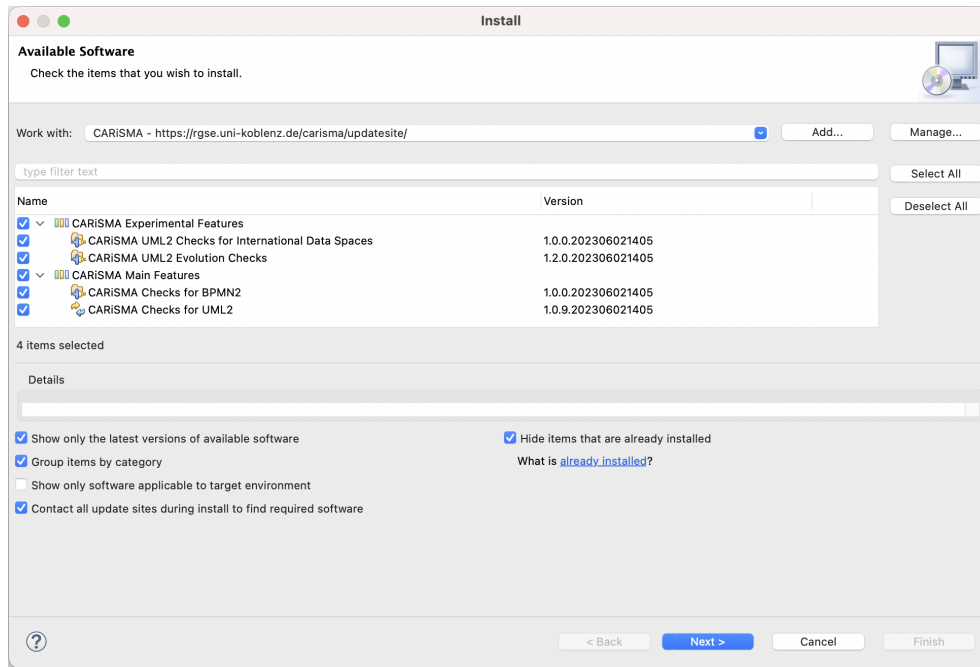 Install
Available Software
Check the items that you wish to install.
Work with: CARiSMA - https://rgse.uni-koblenz.de/carisma/updatesite/ Add... Manage...
type filter text Select All
Name Version Deselect All
CARiSMA Experimental Features
CARiSMA UML2 Checks for International Data Spaces 1.0.0.202306021405
CARiSMA UML2 Evolution Checks 1.2.0.202306021405
CARiSMA Main Features
CARiSMA Checks for BPMN2 1.0.0.202306021405
CARiSMA Checks for UML2 1.0.9.202306021405
4 items selected
Details
Show only the latest versions of available software Hide items that are already installed
Group items by category What is already installed?
Show only software applicable to target environment
Contact all update sites during install to find required software
? < Back Next > Cancel Finish